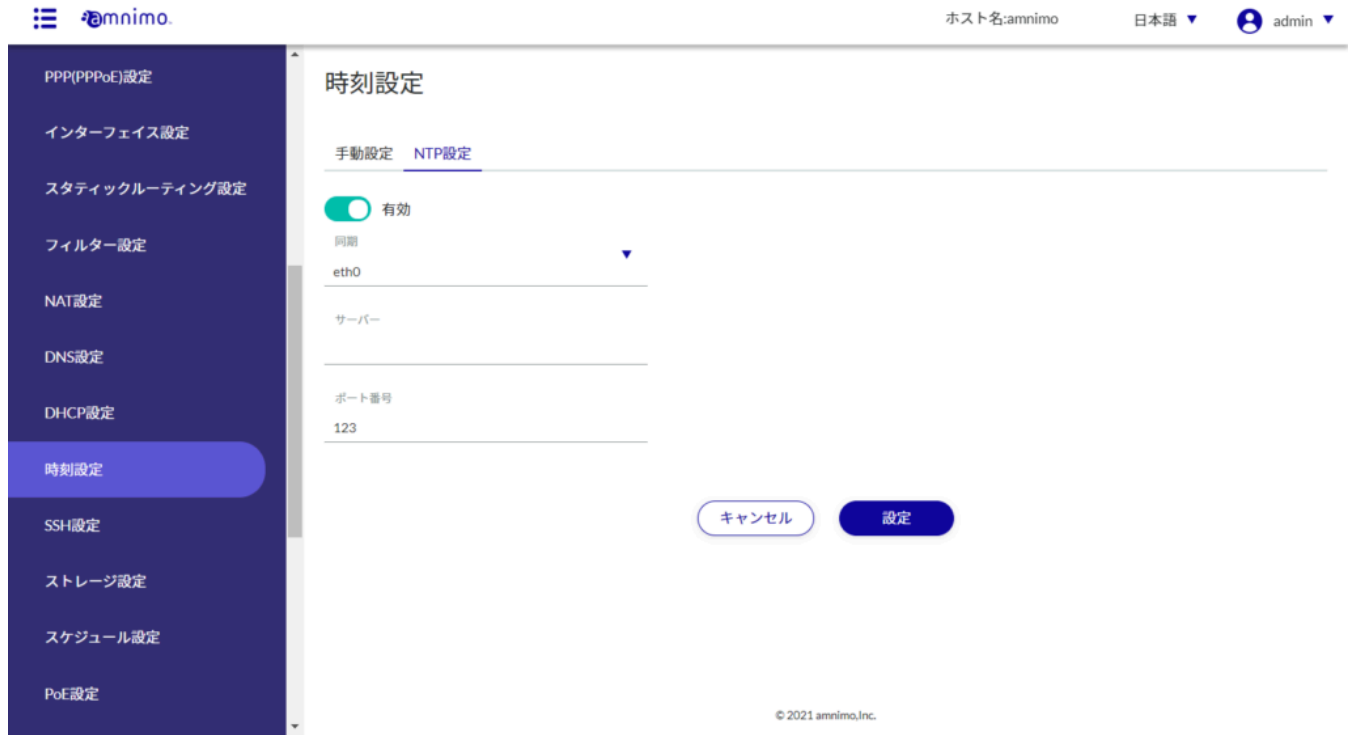 amnimo.
ホスト名:amnimo
日本語 ▼
admin ▼
PPP(PPPoE)設定
インターフェイス設定
スタティックルーティング設定
フィルター設定
NAT設定
DNS設定
DHCP設定
時刻設定
SSH設定
ストレージ設定
スケジュール設定
PoE設定
時刻設定
手動設定 NTP設定
有効
同期
eth0
サーバー
ポート番号
123
キャンセル 設定
© 2021 amnimo,Inc.